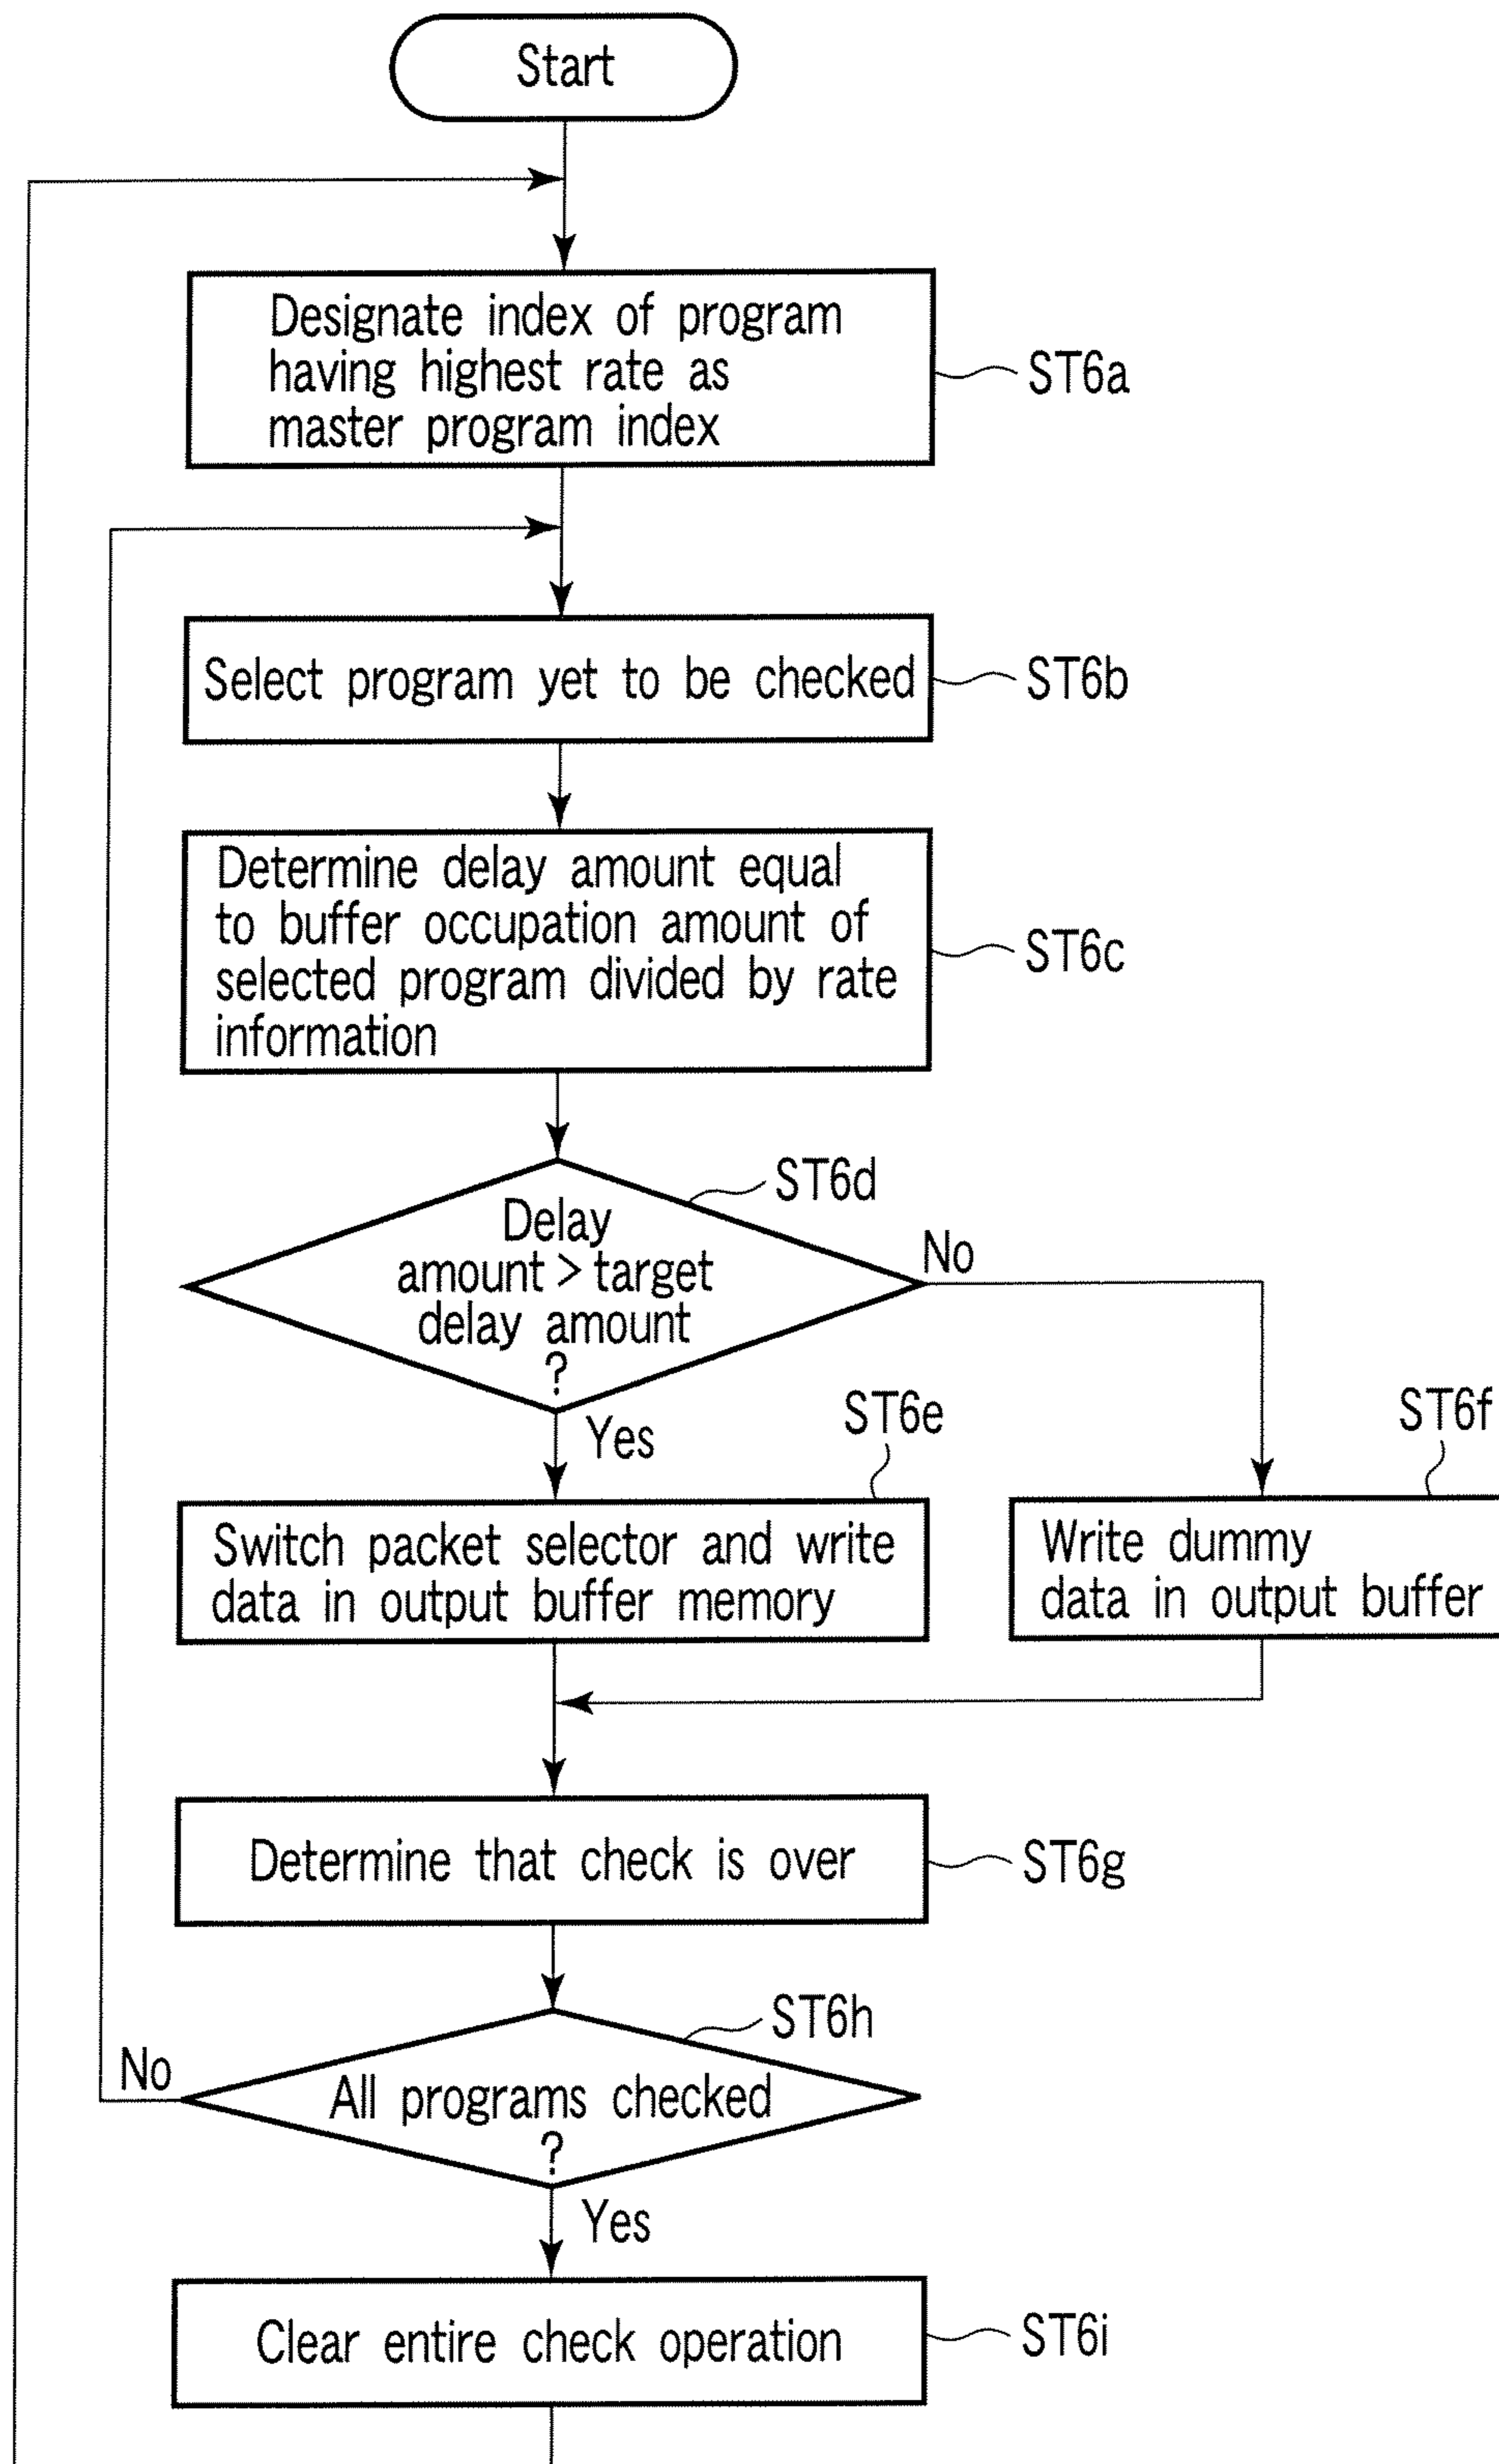 Start
Designate index of program
having highest rate as
master program index
ST6a
Select program yet to be checked
ST6b
Determine delay amount equal
to buffer occupation amount of
selected program divided by rate
information
ST6c
ST6d
Delay
amount > target
delay amount
?
No
Yes
ST6e
ST6f
Switch packet selector and write
data in output buffer memory
Write dummy
data in output buffer
Determine that check is over
ST6g
ST6h
No
All programs checked
?
Yes
Clear entire check operation
ST6i